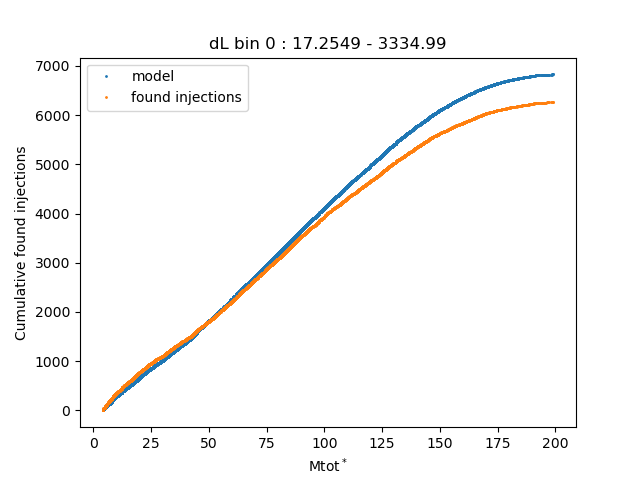 dL bin 0 : 17.2549 - 3334.99
model
found injections
7000
6000
5000
4000
3000
2000
1000
0
Cumulative found injections
0 25 50 75 100 125 150 175 200
Mtot*